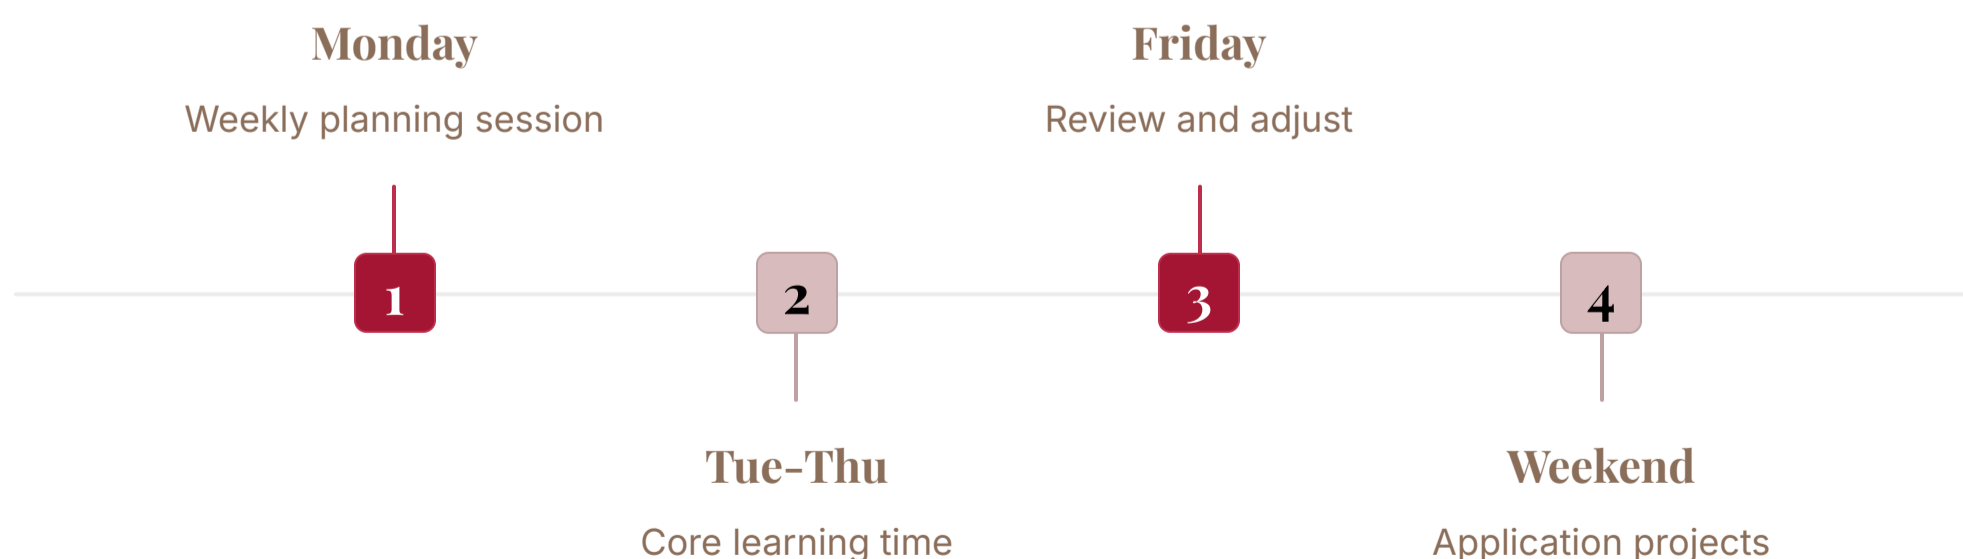 Monday
Weekly planning session
Friday
Review and adjust
1
2
3
4
Tue-Thu
Core learning time
Weekend
Application projects